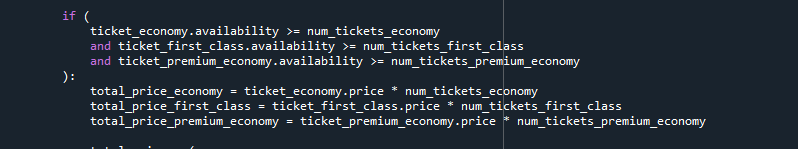 if (
ticket_economy.availability >= num_tickets_economy
and ticket_first_class.availability >= num_tickets_first_class
and ticket_premium_economy.availability >= num_tickets_premium_economy
):
total_price_economy = ticket_economy.price * num_tickets_economy
total_price_first_class = ticket_first_class.price * num_tickets_first_class
total_price_premium_economy = ticket_premium_economy.price * num_tickets_premium_economy